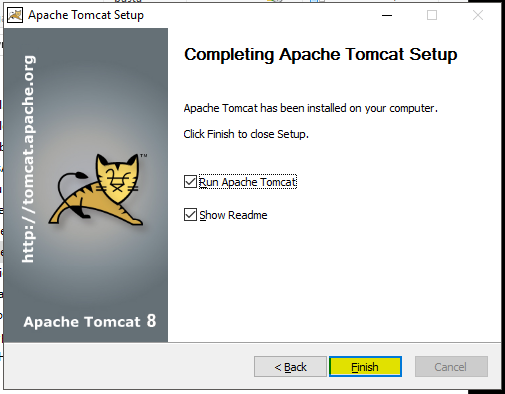 Apache Tomcat Setup
Completing Apache Tomcat Setup
Apache Tomcat has been installed on your computer.
Click Finish to close Setup.
Run Apache Tomcat
Show Readme
http://tomcat.apache.org
TM
Apache Tomcat 8
< Back
Finish
Cancel